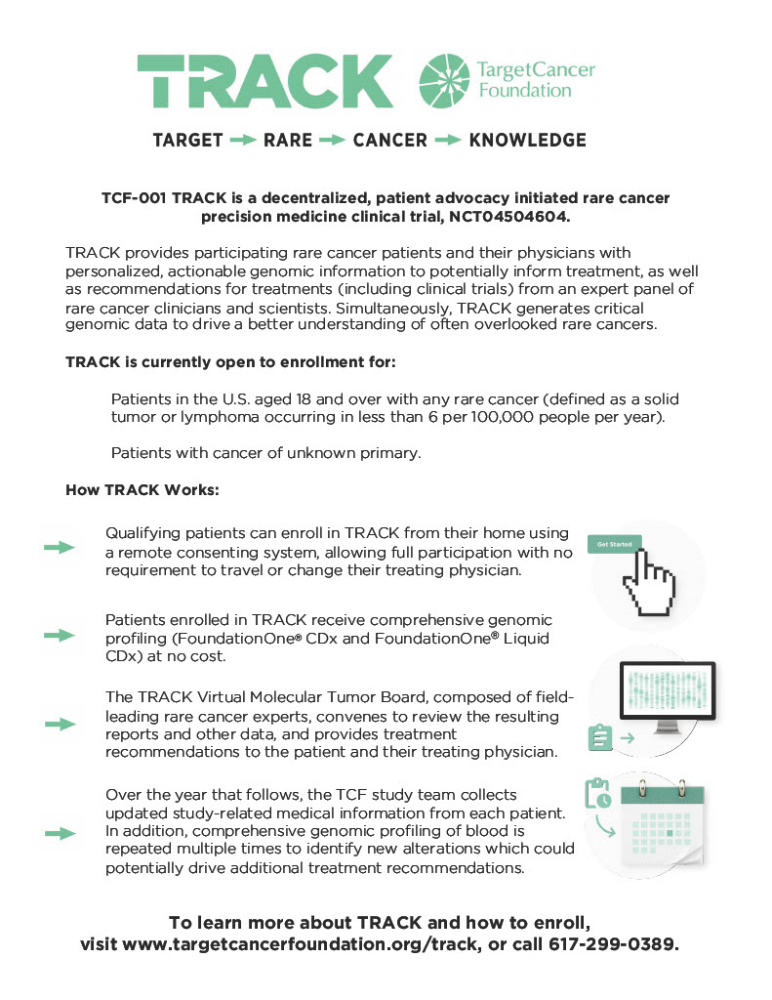 TRACK
TargetCancer
Foundation
TARGET → RARE → CANCER → KNOWLEDGE
TCF-001 TRACK is a decentralized, patient advocacy initiated rare cancer
precision medicine clinical trial, NCT04504604.
TRACK provides participating rare cancer patients and their physicians with
personalized, actionable genomic information to potentially inform treatment, as well
as recommendations for treatments (including clinical trials) from an expert panel of
rare cancer clinicians and scientists. Simultaneously, TRACK generates critical
genomic data to drive a better understanding of often overlooked rare cancers.
TRACK is currently open to enrollment for:
Patients in the U.S. aged 18 and over with any rare cancer (defined as a solid
tumor or lymphoma occurring in less than 6 per 100,000 people per year).
Patients with cancer of unknown primary.
How TRACK Works:
Qualifying patients can enroll in TRACK from their home using
a remote consenting system, allowing full participation with no
requirement to travel or change their treating physician.
Get Started
Patients enrolled in TRACK receive comprehensive genomic
profiling (FoundationOne® CDx and FoundationOne® Liquid
CDx) at no cost.
The TRACK Virtual Molecular Tumor Board, composed of field-
leading rare cancer experts, convenes to review the resulting
reports and other data, and provides treatment
recommendations to the patient and their treating physician.
Over the year that follows, the TCF study team collects
updated study-related medical information from each patient.
In addition, comprehensive genomic profiling of blood is
repeated multiple times to identify new alterations which could
potentially drive additional treatment recommendations.
To learn more about TRACK and how to enroll,
visit www.targetcancerfoundation.org/track, or call 617-299-0389.